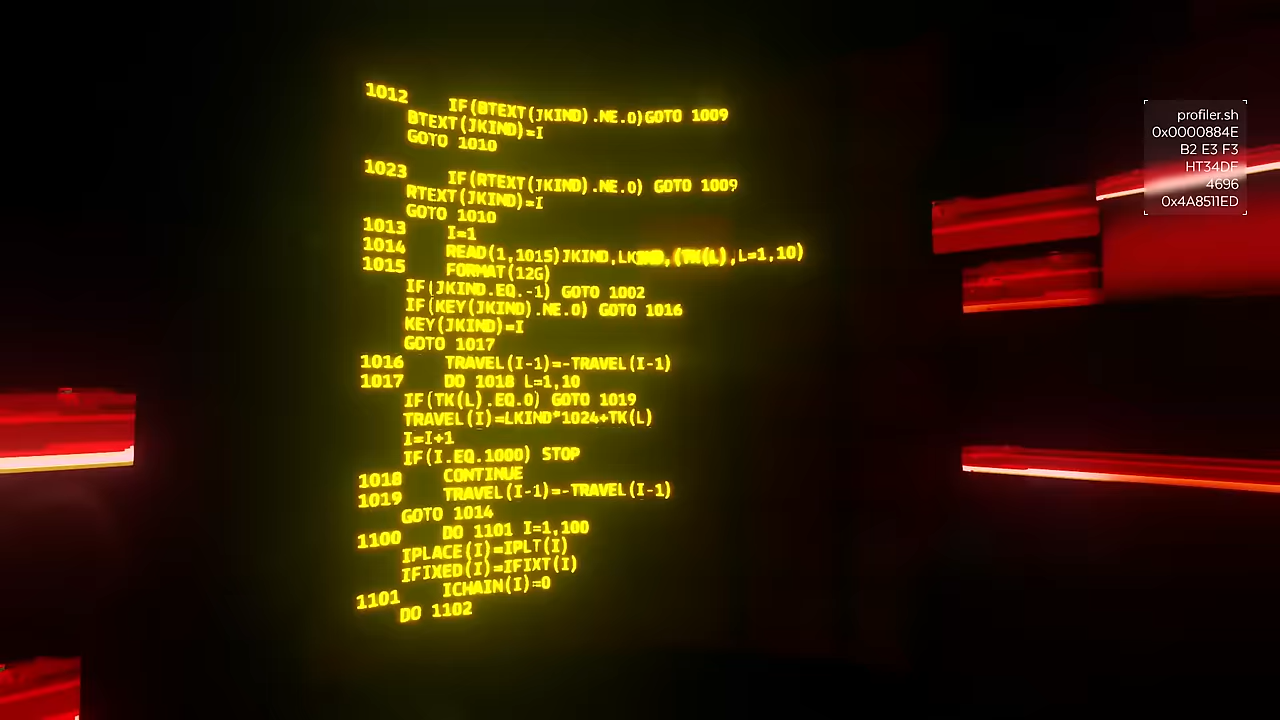 1012 IF(BTEXT(JKIND).NE.0)GOTO 1009
BTEXT(JKIND)=I
GOTO 1010
1023 IF(RTEXT(JKIND).NE.0) GOTO 1009
RTEXT(JKIND)=I
GOTO 1010
1013 I=1
1014 READ(1,1015)JKIND,LKIND,(TK(L),L=1,10)
1015 FORMAT(12G)
IF(JKIND.EQ.-1) GOTO 1002
IF(KEY(JKIND).NE.0) GOTO 1016
KEY(JKIND)=I
GOTO 1017
1016 TRAVEL(I-1)=-TRAVEL(I-1)
1017 DO 1018 L=1,10
IF(TK(L).EQ.0) GOTO 1019
TRAVEL(I)=LKIND*1024+TK(L)
I=I+1
IF(I.EQ.1000) STOP
1018 CONTINUE
1019 TRAVEL(I-1)=-TRAVEL(I-1)
GOTO 1014
1100 DO 1101 I=1,100
IPLACE(I)=IPLT(I)
IFIXED(I)=IFIXT(I)
1101 ICHAIN(I)=0
DO 1102
profiler.sh
0x0000884E
B2 E3 F3
HT34DF
4696
0x4A8511ED